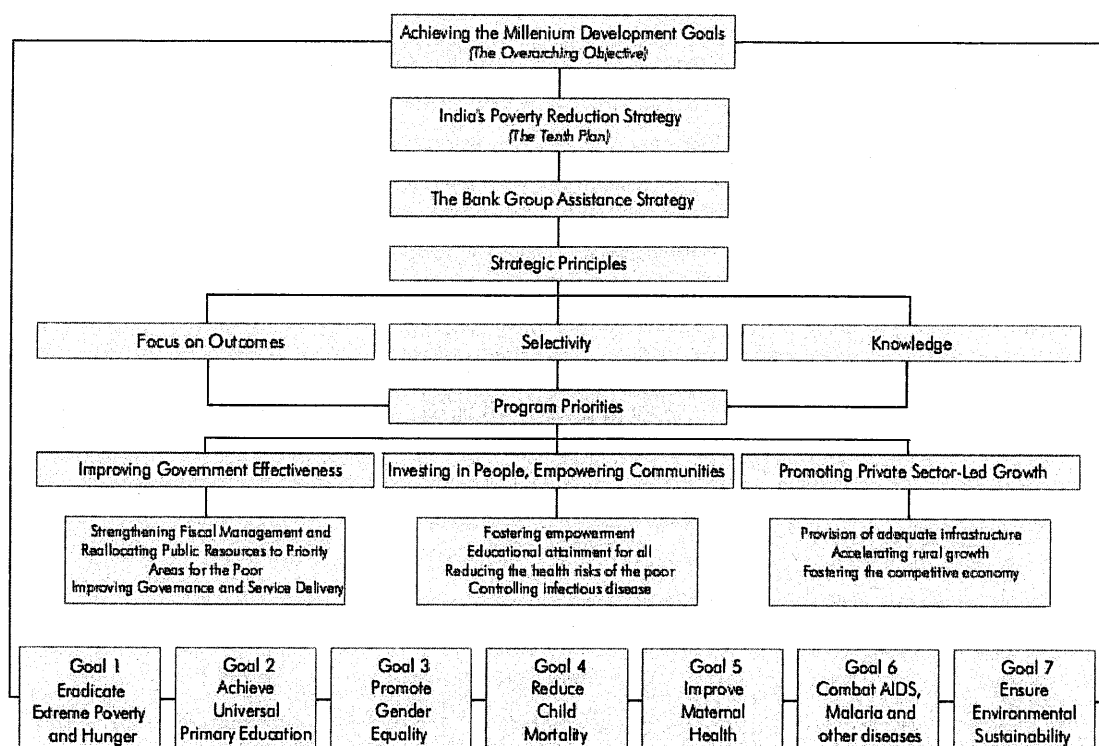 Achieving the Millenium Development Goals
(The Overarching Objective)
India's Poverty Reduction Strategy
(The Tenth Plan)
The Bank Group Assistance Strategy
Strategic Principles
Focus on Outcomes
Selectivity
Knowledge
Program Priorities
Improving Government Effectiveness
Investing in People, Empowering Communities
Promoting Private Sector-Led Growth
Strengthening Fiscal Management and
Reallocating Public Resources to Priority
Areas for the Poor
Improving Governance and Service Delivery
Fostering empowerment
Educational attainment for all
Reducing the health risks of the poor
Controlling infectious disease
Provision of adequate infrastructure
Accelerating rural growth
Fostering the competitive economy
Goal 1
Eradicate
Extreme Poverty
and Hunger
Goal 2
Achieve
Universal
Primary Education
Goal 3
Promote
Gender
Equality
Goal 4
Reduce
Child
Mortality
Goal 5
Improve
Maternal
Health
Goal 6
Combat AIDS,
Malaria and
other diseases
Goal 7
Ensure
Environmental
Sustainability